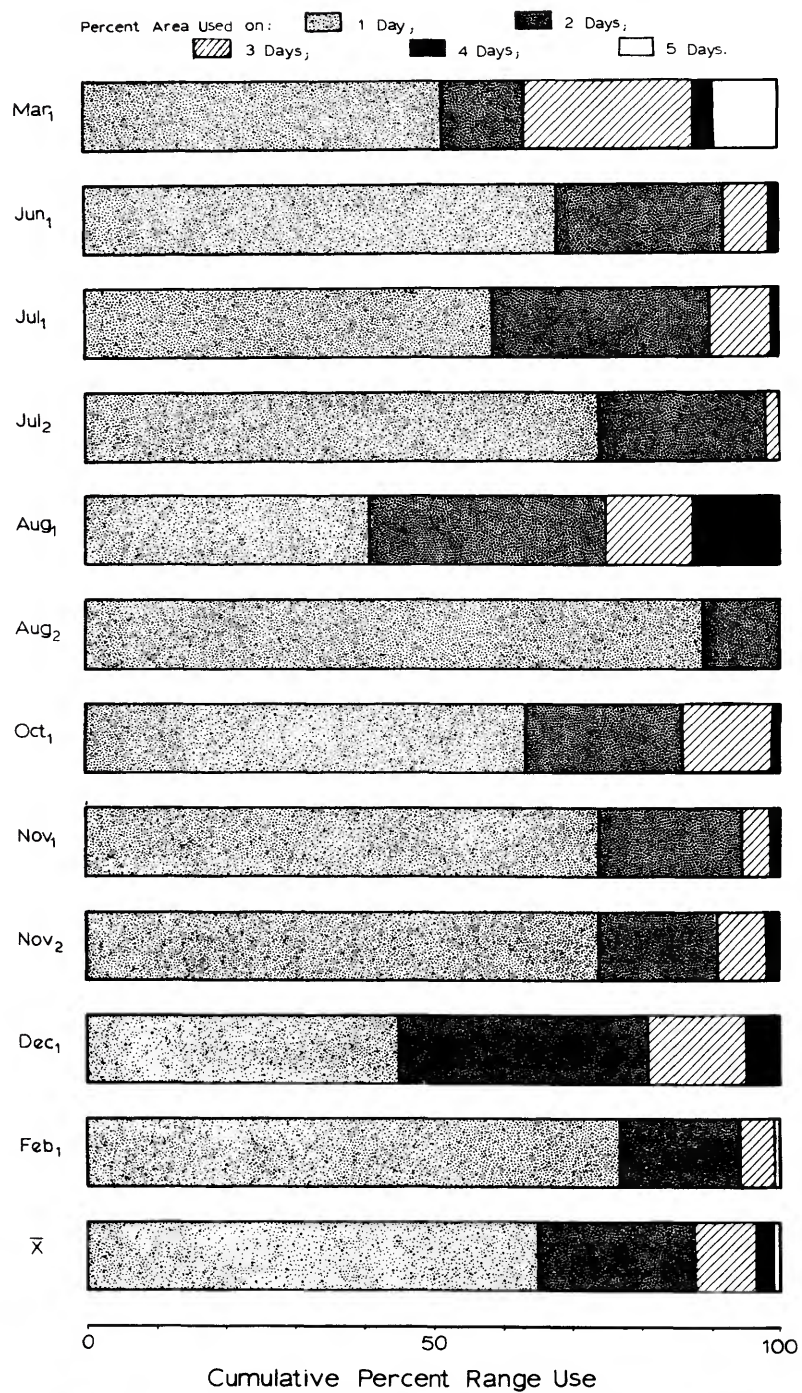 Percent Area Used on: 1 Day, 2 Days,
3 Days, 4 Days, 5 Days.
Mar1
Jun1
Jul1
Jul2
Aug1
Aug2
Oct1
Nov1
Nov2
Dec1
Feb1
X̅
0 50 100
Cumulative Percent Range Use